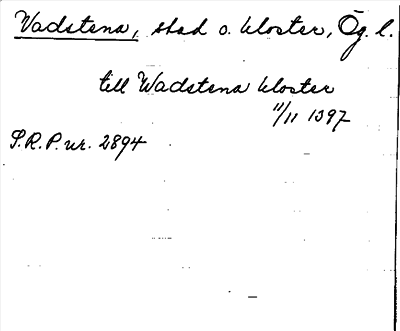 Vadstena, stad o. kloster, Ög. l.
till Wadstena kloster
11/11 1397
S.R.P. nr. 2894